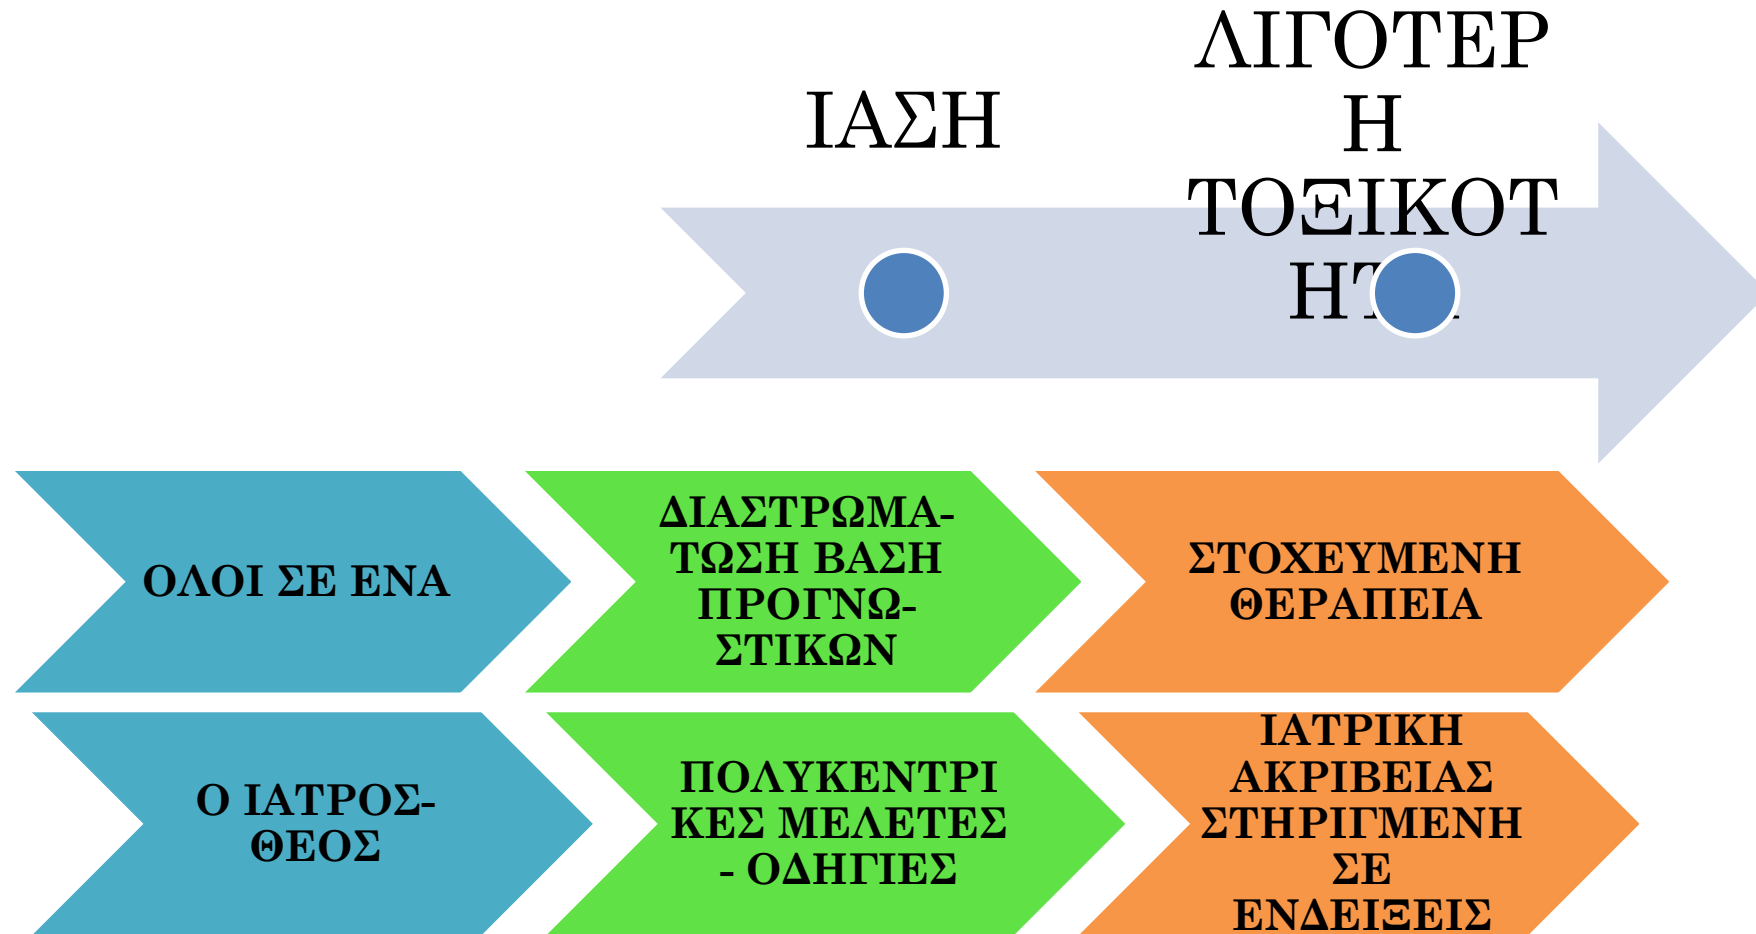 ΙΑΣΗ
ΛΙΓΟΤΕΡ
Η
ΤΟΞΙΚΟΤ
ΗΤ
ΟΛΟΙ ΣΕ ΕΝΑ
ΔΙΑΣΤΡΩΜΑ-
ΤΩΣΗ ΒΑΣΗ
ΠΡΟΓΝΩ-
ΣΤΙΚΩΝ
ΣΤΟΧΕΥΜΕΝΗ
ΘΕΡΑΠΕΙΑ
Ο ΙΑΤΡΟΣ-
ΘΕΟΣ
ΠΟΛΥΚΕΝΤΡΙ
ΚΕΣ ΜΕΛΕΤΕΣ
- ΟΔΗΓΙΕΣ
ΙΑΤΡΙΚΗ
ΑΚΡΙΒΕΙΑΣ
ΣΤΗΡΙΓΜΕΝΗ
ΣΕ
ΕΝΔΕΙΞΕΙΣ